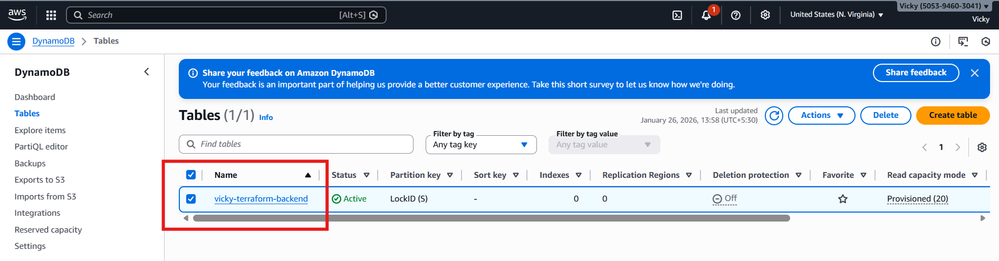 aws
Search [Alt+S]
1
United States (N. Virginia)
Vicky (5053-9460-3041)
Vicky
DynamoDB Tables
DynamoDB
Dashboard
Tables
Explore items
PartiQL editor
Backups
Exports to S3
Imports from S3
Integrations
Reserved capacity
Settings
Share your feedback on Amazon DynamoDB
Your feedback is an important part of helping us provide a better customer experience. Take this short survey to let us know how we're doing.
Share feedback
Tables (1/1) Info
Last updated
January 26, 2026, 13:58 (UTC+5:30)
Actions
Delete
Create table
Find tables
Filter by tag
Any tag key
Filter by tag value
Any tag value
1
Name Status Partition key Sort key Indexes Replication Regions Deletion protection Favorite Read capacity mode
vicky-terraform-backend Active LockID (S) - 0 0 Off Provisioned (20)